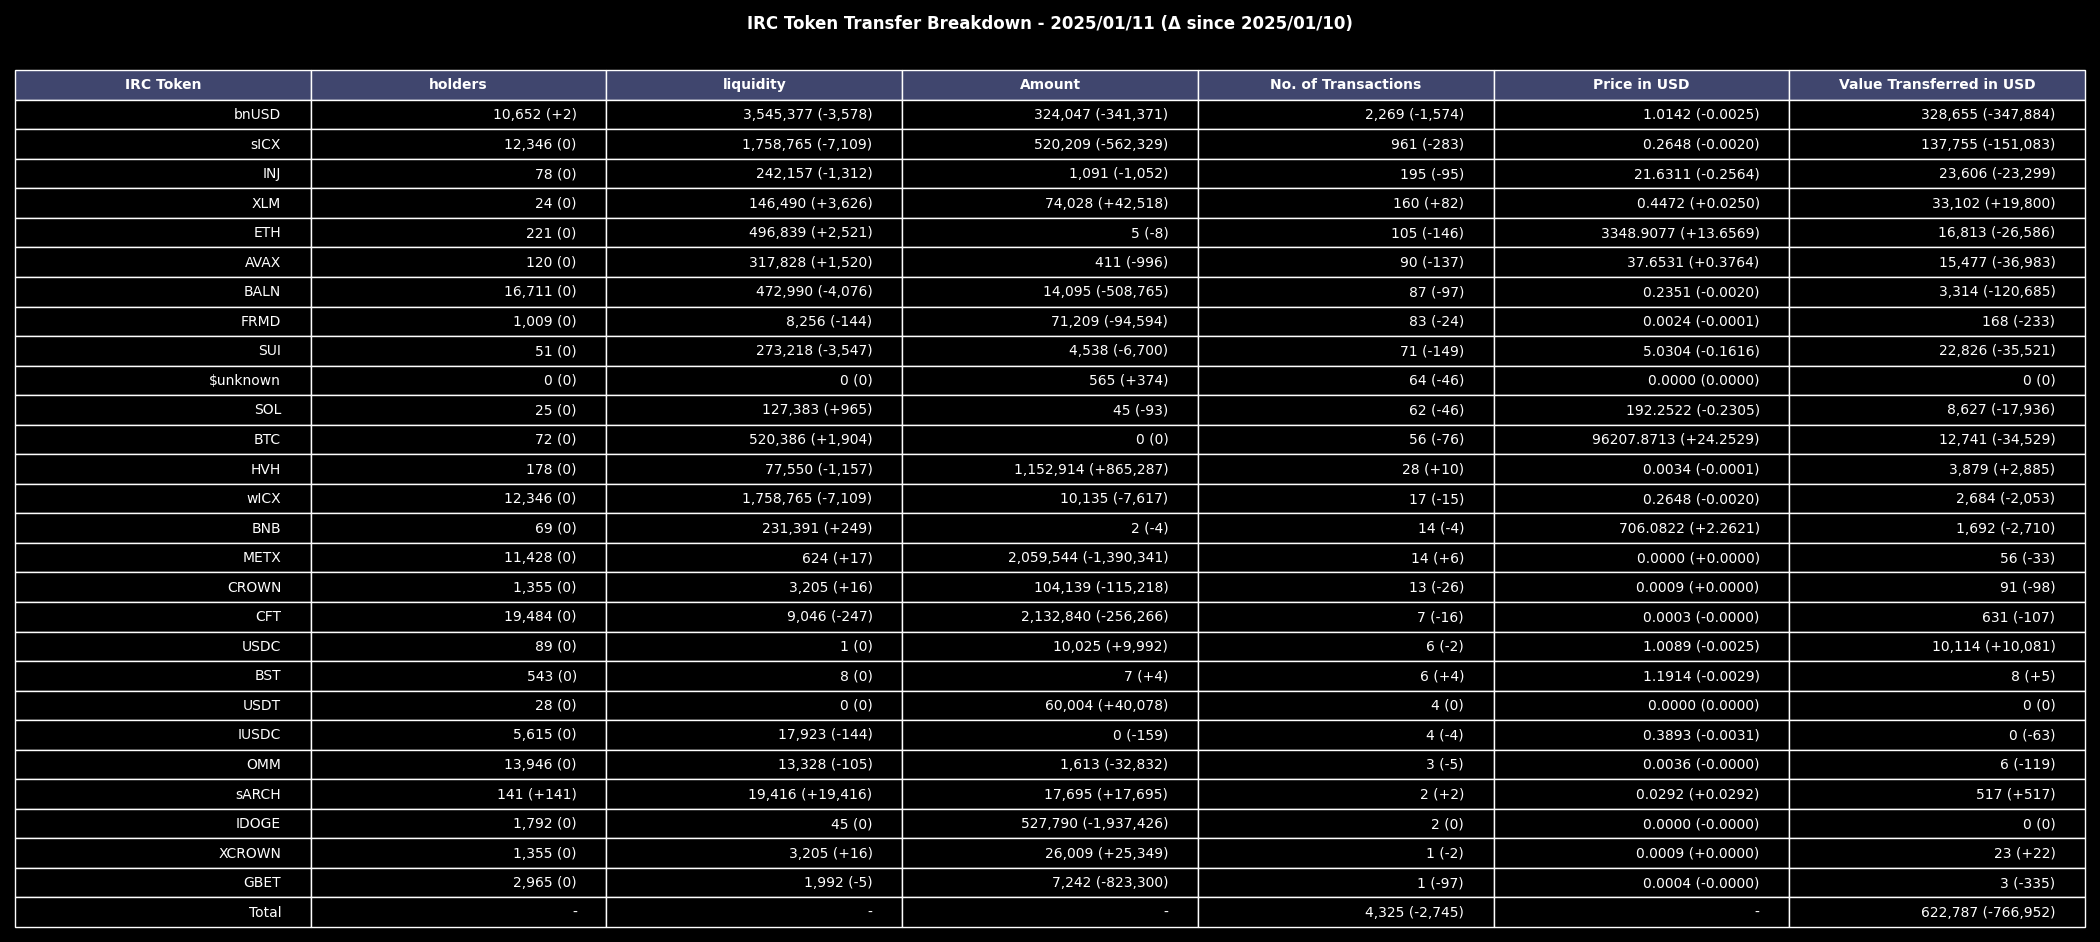 IRC Token Transfer Breakdown - 2025/01/11 (Δ since 2025/01/10)
IRC Token holders liquidity Amount No. of Transactions Price in USD Value Transferred in USD
bnUSD 10,652 (+2) 3,545,377 (-3,578) 324,047 (-341,371) 2,269 (-1,574) 1.0142 (-0.0025) 328,655 (-347,884)
sICX 12,346 (0) 1,758,765 (-7,109) 520,209 (-562,329) 961 (-283) 0.2648 (-0.0020) 137,755 (-151,083)
INJ 78 (0) 242,157 (-1,312) 1,091 (-1,052) 195 (-95) 21.6311 (-0.2564) 23,606 (-23,299)
XLM 24 (0) 146,490 (+3,626) 74,028 (+42,518) 160 (+82) 0.4472 (+0.0250) 33,102 (+19,800)
ETH 221 (0) 496,839 (+2,521) 5 (-8) 105 (-146) 3348.9077 (+13.6569) 16,813 (-26,586)
AVAX 120 (0) 317,828 (+1,520) 411 (-996) 90 (-137) 37.6531 (+0.3764) 15,477 (-36,983)
BALN 16,711 (0) 472,990 (-4,076) 14,095 (-508,765) 87 (-97) 0.2351 (-0.0020) 3,314 (-120,685)
FRMD 1,009 (0) 8,256 (-144) 71,209 (-94,594) 83 (-24) 0.0024 (-0.0001) 168 (-233)
SUI 51 (0) 273,218 (-3,547) 4,538 (-6,700) 71 (-149) 5.0304 (-0.1616) 22,826 (-35,521)
$unknown 0 (0) 0 (0) 565 (+374) 64 (-46) 0.0000 (0.0000) 0 (0)
SOL 25 (0) 127,383 (+965) 45 (-93) 62 (-46) 192.2522 (-0.2305) 8,627 (-17,936)
BTC 72 (0) 520,386 (+1,904) 0 (0) 56 (-76) 96207.8713 (+24.2529) 12,741 (-34,529)
HVH 178 (0) 77,550 (-1,157) 1,152,914 (+865,287) 28 (+10) 0.0034 (-0.0001) 3,879 (+2,885)
wICX 12,346 (0) 1,758,765 (-7,109) 10,135 (-7,617) 17 (-15) 0.2648 (-0.0020) 2,684 (-2,053)
BNB 69 (0) 231,391 (+249) 2 (-4) 14 (-4) 706.0822 (+2.2621) 1,692 (-2,710)
METX 11,428 (0) 624 (+17) 2,059,544 (-1,390,341) 14 (+6) 0.0000 (+0.0000) 56 (-33)
CROWN 1,355 (0) 3,205 (+16) 104,139 (-115,218) 13 (-26) 0.0009 (+0.0000) 91 (-98)
CFT 19,484 (0) 9,046 (-247) 2,132,840 (-256,266) 7 (-16) 0.0003 (-0.0000) 631 (-107)
USDC 89 (0) 1 (0) 10,025 (+9,992) 6 (-2) 1.0089 (-0.0025) 10,114 (+10,081)
BST 543 (0) 8 (0) 7 (+4) 6 (+4) 1.1914 (-0.0029) 8 (+5)
USDT 28 (0) 0 (0) 60,004 (+40,078) 4 (0) 0.0000 (0.0000) 0 (0)
IUSDC 5,615 (0) 17,923 (-144) 0 (-159) 4 (-4) 0.3893 (-0.0031) 0 (-63)
OMM 13,946 (0) 13,328 (-105) 1,613 (-32,832) 3 (-5) 0.0036 (-0.0000) 6 (-119)
sARCH 141 (+141) 19,416 (+19,416) 17,695 (+17,695) 2 (+2) 0.0292 (+0.0292) 517 (+517)
IDOGE 1,792 (0) 45 (0) 527,790 (-1,937,426) 2 (0) 0.0000 (-0.0000) 0 (0)
XCROWN 1,355 (0) 3,205 (+16) 26,009 (+25,349) 1 (-2) 0.0009 (+0.0000) 23 (+22)
GBET 2,965 (0) 1,992 (-5) 7,242 (-823,300) 1 (-97) 0.0004 (-0.0000) 3 (-335)
Total - - - 4,325 (-2,745) - 622,787 (-766,952)